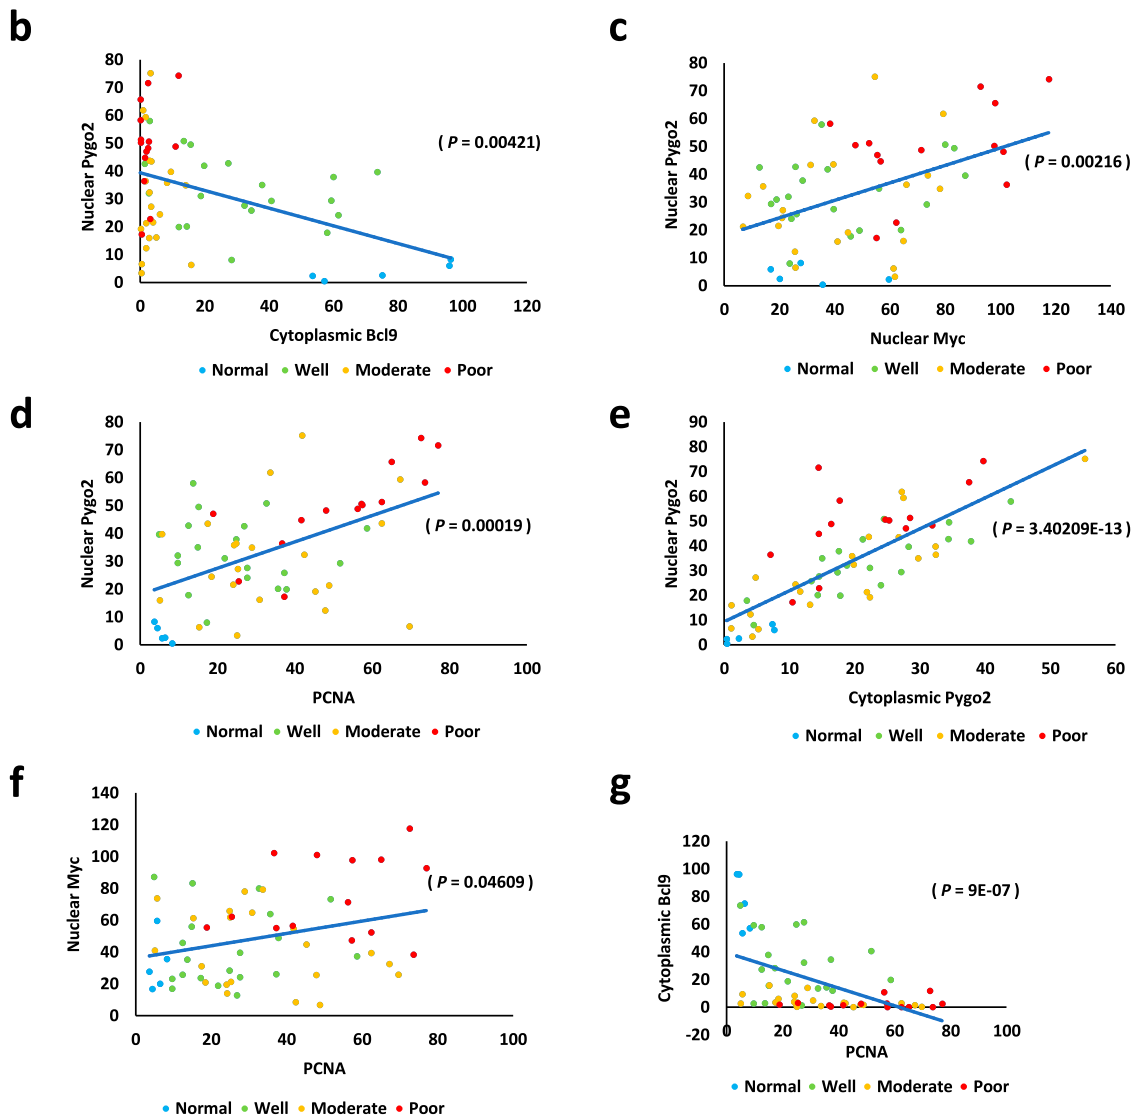 b
80
70
60
50
40
30
20
10
0
Nuclear Pygo2
( P = 0.00421)
0 20 40 60 80 100 120
Cytoplasmic Bcl9
Normal Well Moderate Poor
c
80
70
60
50
40
30
20
10
0
Nuclear Pygo2
( P = 0.00216 )
0 20 40 60 80 100 120 140
Nuclear Myc
Normal Well Moderate Poor
d
80
70
60
50
40
30
20
10
0
Nuclear Pygo2
( P = 0.00019 )
0 20 40 60 80 100
PCNA
Normal Well Moderate Poor
e
90
80
70
60
50
40
30
20
10
0
Nuclear Pygo2
( P = 3.40209E-13 )
0 10 20 30 40 50 60
Cytoplasmic Pygo2
Normal Well Moderate Poor
f
140
120
100
80
60
40
20
0
Nuclear Myc
( P = 0.04609 )
0 20 40 60 80 100
PCNA
Normal Well Moderate Poor
g
120
100
80
60
40
20
0
-20
Cytoplasmic Bcl9
( P = 9E-07 )
0 20 40 60 80 100
PCNA
Normal Well Moderate Poor